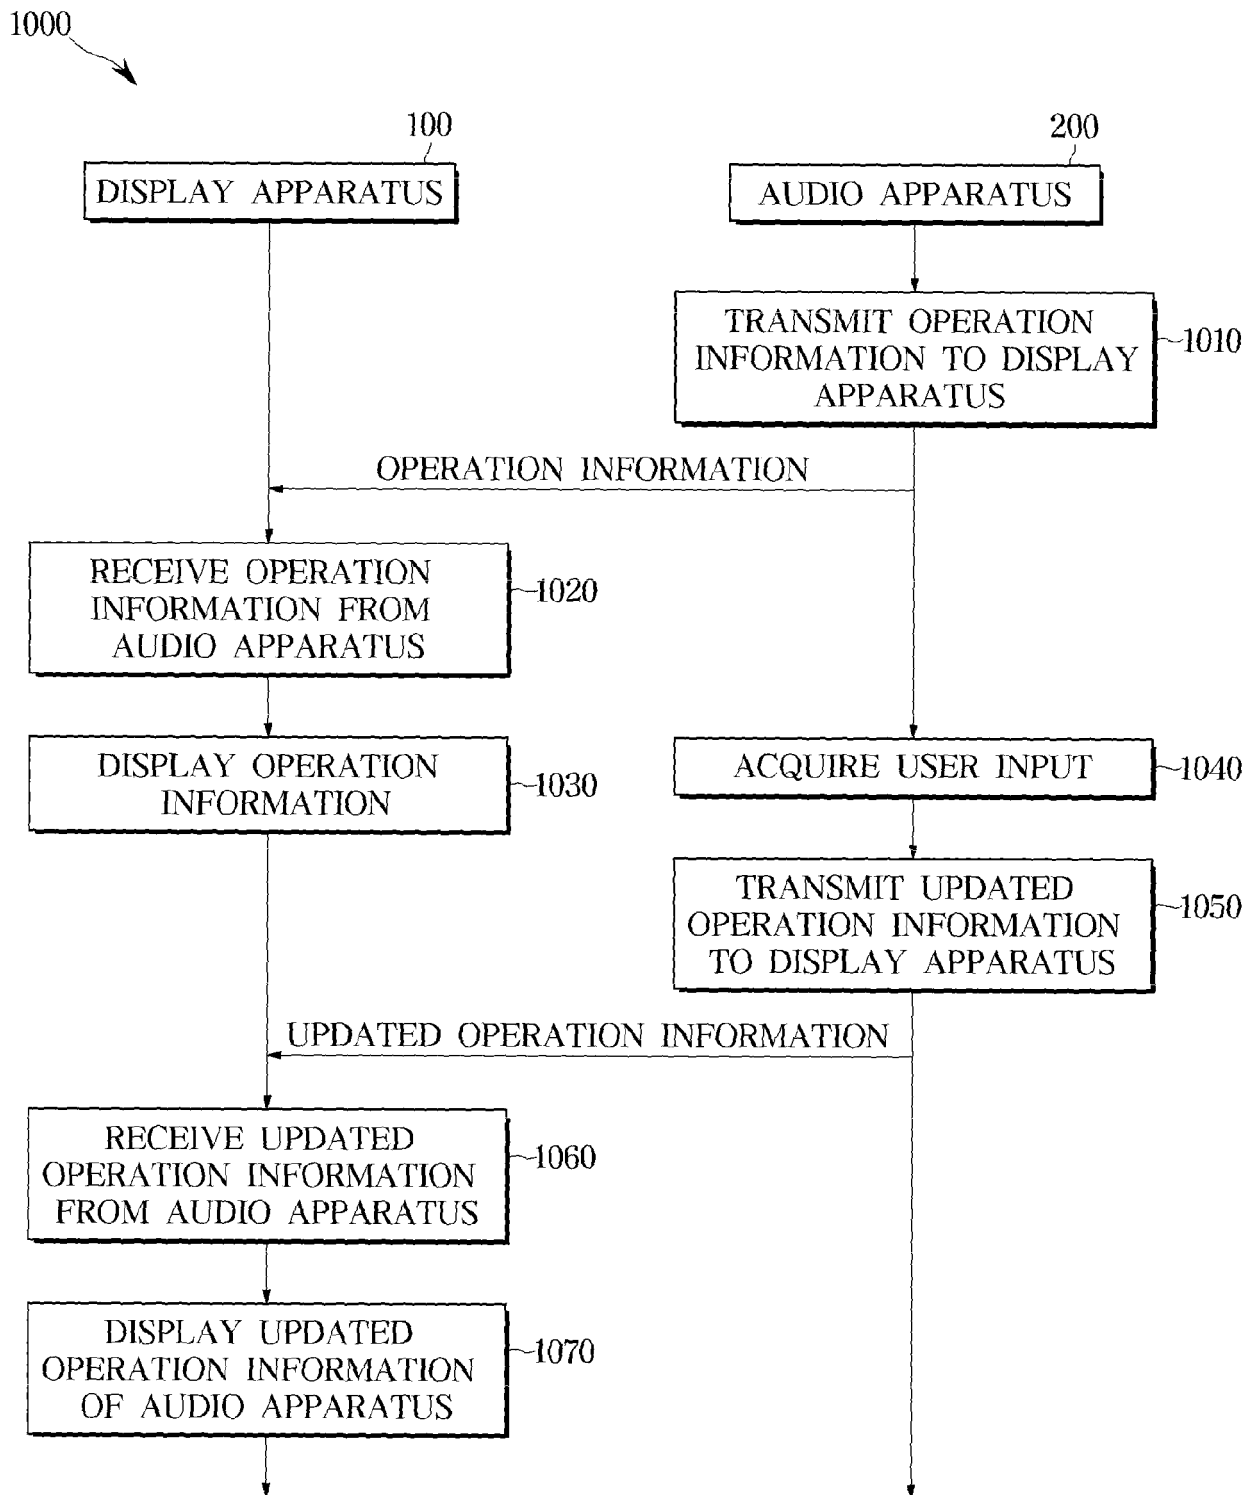 1000
100
200
DISPLAY APPARATUS
AUDIO APPARATUS
TRANSMIT OPERATION
INFORMATION TO DISPLAY
APPARATUS
1010
OPERATION INFORMATION
RECEIVE OPERATION
INFORMATION FROM
AUDIO APPARATUS
1020
DISPLAY OPERATION
INFORMATION
1030
ACQUIRE USER INPUT
1040
TRANSMIT UPDATED
OPERATION INFORMATION
TO DISPLAY APPARATUS
1050
UPDATED OPERATION INFORMATION
RECEIVE UPDATED
OPERATION INFORMATION
FROM AUDIO APPARATUS
1060
DISPLAY UPDATED
OPERATION INFORMATION
OF AUDIO APPARATUS
1070